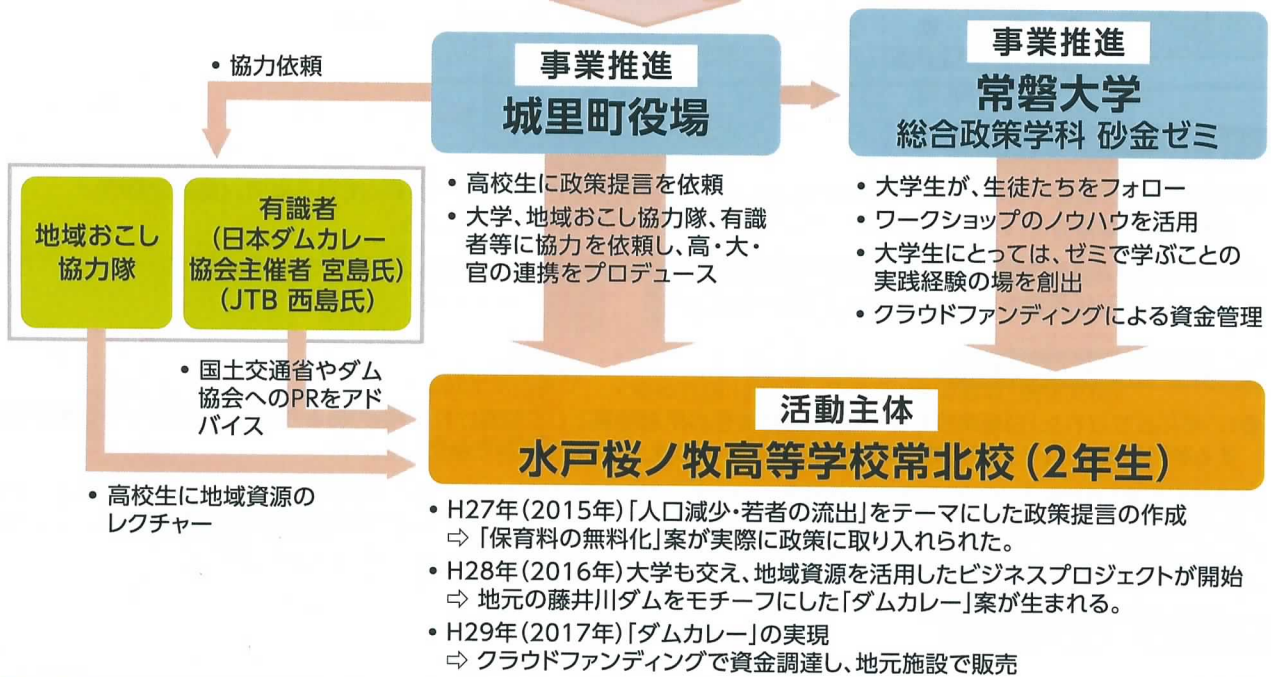 • 協力依頼
事業推進
城里町役場
事業推進
常磐大学
総合政策学科 砂金ゼミ
• 高校生に政策提言を依頼
• 大学、地域おこし協力隊、有識
者等に協力を依頼し、高・大・
官の連携をプロデュース
• 大学生が、生徒たちをフォロー
• ワークショップのノウハウを活用
• 大学生にとっては、ゼミで学ぶことの
実践経験の場を創出
• クラウドファンディングによる資金管理
地域おこし
協力隊
有識者
(日本ダムカレー
協会主催者 宮島氏)
(JTB 西島氏)
• 国土交通省やダム
協会へのPRをアド
バイス
• 高校生に地域資源の
レクチャー
活動主体
水戸桜ノ牧高等学校常北校(2年生)
• H27年(2015年)「人口減少・若者の流出」をテーマにした政策提言の作成
⇨ 「保育料の無料化」案が実際に政策に取り入れられた。
• H28年(2016年)大学も交え、地域資源を活用したビジネスプロジェクトが開始
⇨ 地元の藤井川ダムをモチーフにした「ダムカレー」案が生まれる。
• H29年(2017年)「ダムカレー」の実現
⇨ クラウドファンディングで資金調達し、地元施設で販売